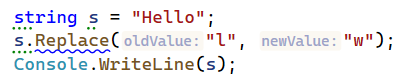 string s = "Hello";
s.Replace(oldValue: "l", newValue: "w");
Console.WriteLine(s);